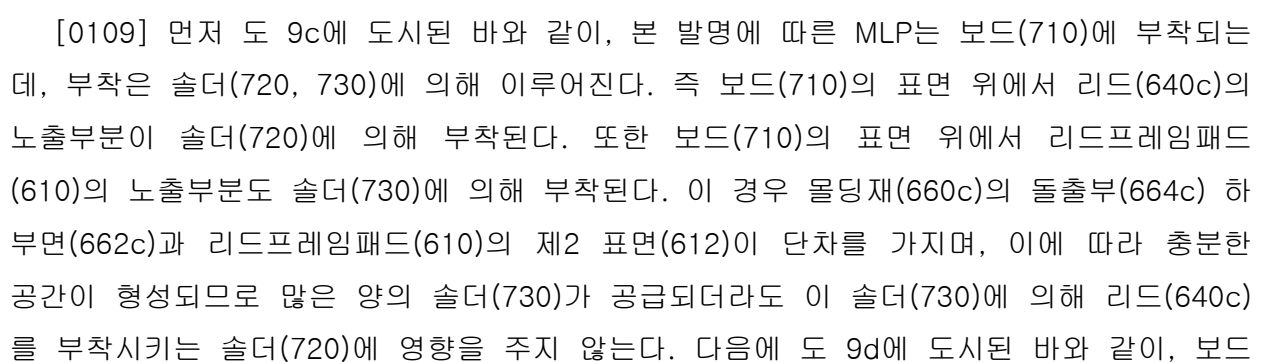 [0109] 먼저 도 9c에 도시된 바와 같이, 본 발명에 따른 MLP는 보드(710)에 부착되는
데, 부착은 솔더(720, 730)에 의해 이루어진다. 즉 보드(710)의 표면 위에서 리드(640c)의
노출부분이 솔더(720)에 의해 부착된다. 또한 보드(710)의 표면 위에서 리드프레임패드
(610)의 노출부분도 솔더(730)에 의해 부착된다. 이 경우 몰딩재(660c)의 돌출부(664c) 하
부면(662c)과 리드프레임패드(610)의 제2 표면(612)이 단차를 가지며, 이에 따라 충분한
공간이 형성되므로 많은 양의 솔더(730)가 공급되더라도 이 솔더(730)에 의해 리드(640c)
를 부착시키는 솔더(720)에 영향을 주지 않는다. 다음에 도 9d에 도시된 바와 같이, 보드